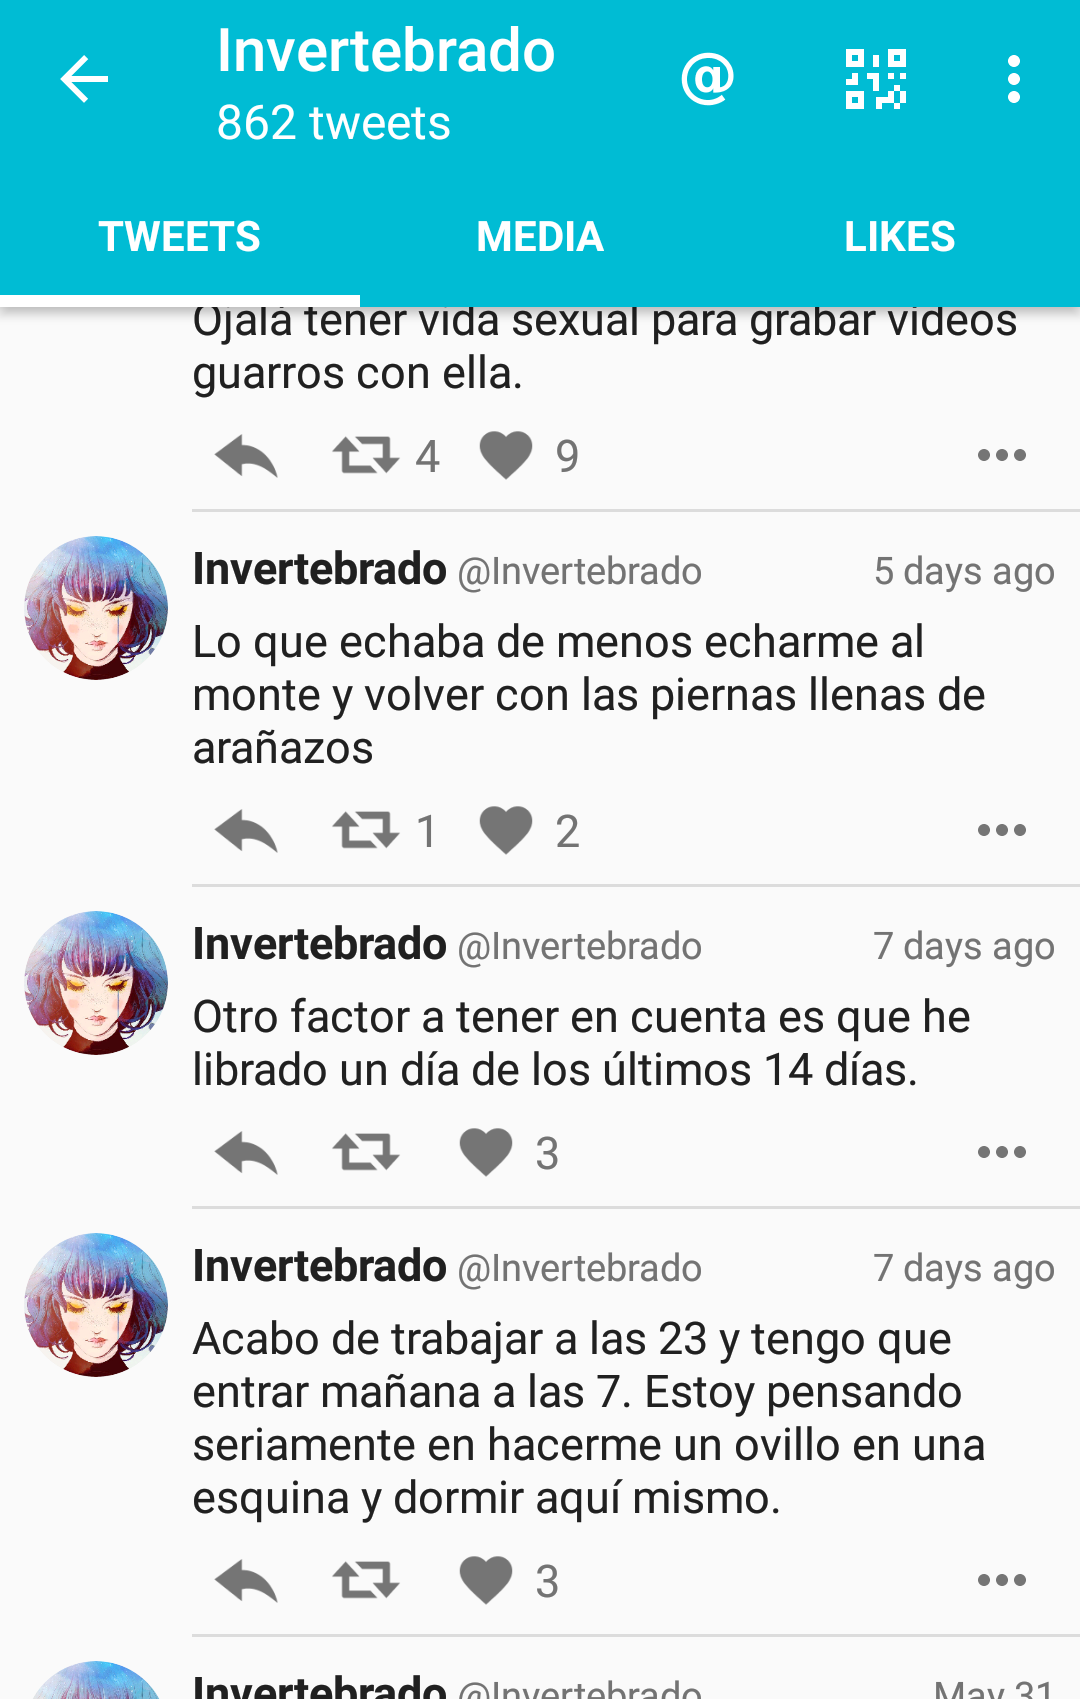 Invertebrado
862 tweets
@
TWEETS MEDIA LIKES
Ojalá tener vida sexual para grabar vídeos
guarros con ella.
4 9
Invertebrado @Invertebrado 5 days ago
Lo que echaba de menos echarme al
monte y volver con las piernas llenas de
arañazos
1 2
Invertebrado @Invertebrado 7 days ago
Otro factor a tener en cuenta es que he
librado un día de los últimos 14 días.
3
Invertebrado @Invertebrado 7 days ago
Acabo de trabajar a las 23 y tengo que
entrar mañana a las 7. Estoy pensando
seriamente en hacerme un ovillo en una
esquina y dormir aquí mismo.
3
Invertebrado @Invertebrado May 31